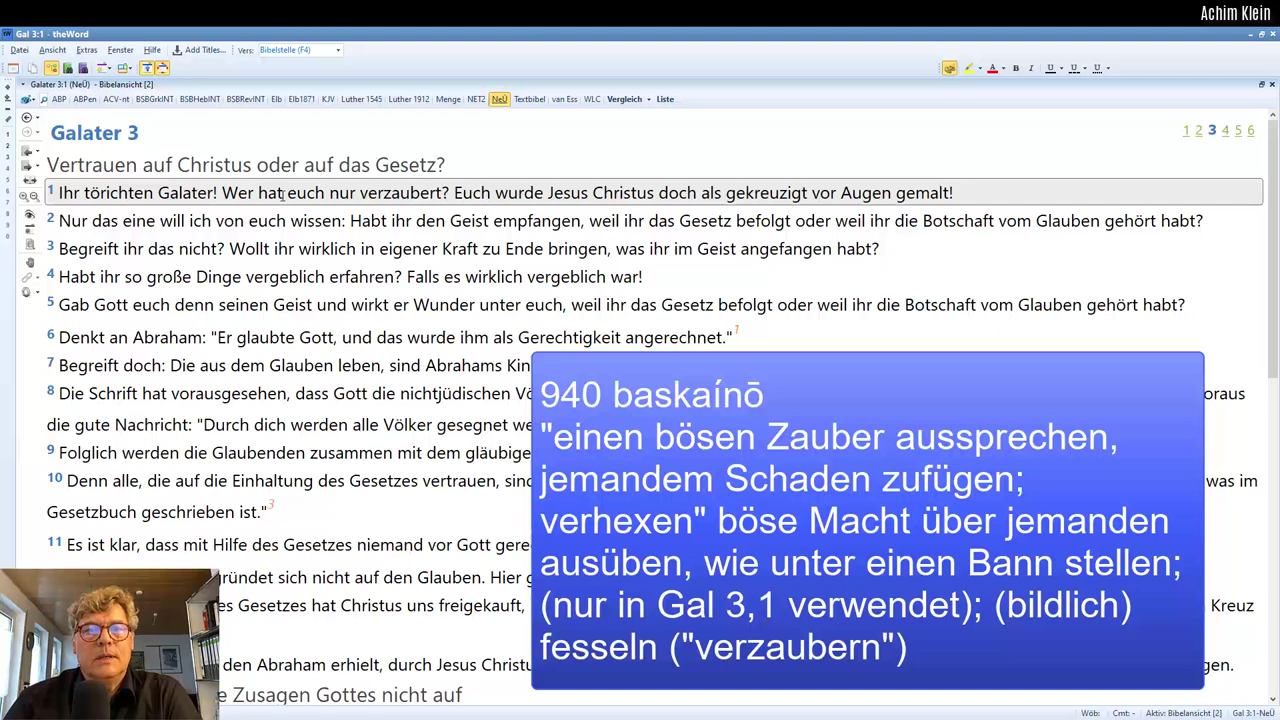 Achim Klein
Gal 3:1 - theWord
Datei Ansicht Extras Fenster Hilfe Add Titles... Vers: Bibelstelle (F4)
Galater 3:1 (NeÜ) - Bibelansicht [2]
ABP ABPen ACV-nt BSBGrkINT BSBHebINT BSBRevINT Elb Elb1871 KJV Luther 1545 Luther 1912 Menge NET2 NeÜ Textbibel van Ess WLC Vergleich Liste
Galater 3
1 2 3 4 5 6
Vertrauen auf Christus oder auf das Gesetz?
1 Ihr törichten Galater! Wer hat euch nur verzaubert? Euch wurde Jesus Christus doch als gekreuzigt vor Augen gemalt!
2 Nur das eine will ich von euch wissen: Habt ihr den Geist empfangen, weil ihr das Gesetz befolgt oder weil ihr die Botschaft vom Glauben gehört habt?
3 Begreift ihr das nicht? Wollt ihr wirklich in eigener Kraft zu Ende bringen, was ihr im Geist angefangen habt?
4 Habt ihr so große Dinge vergeblich erfahren? Falls es wirklich vergeblich war!
5 Gab Gott euch denn seinen Geist und wirkt er Wunder unter euch, weil ihr das Gesetz befolgt oder weil ihr die Botschaft vom Glauben gehört habt?
6 Denkt an Abraham: "Er glaubte Gott, und das wurde ihm als Gerechtigkeit angerechnet." 1
7 Begreift doch: Die aus dem Glauben leben, sind Abrahams Kin
8 Die Schrift hat vorausgesehen, dass Gott die nichtjüdischen Vö
oraus
die gute Nachricht: "Durch dich werden alle Völker gesegnet we
9 Folglich werden die Glaubenden zusammen mit dem gläubige
10 Denn alle, die auf die Einhaltung des Gesetzes vertrauen, sin
was im
Gesetzbuch geschrieben ist." 3
11 Es ist klar, dass mit Hilfe des Gesetzes niemand vor Gott gere
ründet sich nicht auf den Glauben. Hier g
es Gesetzes hat Christus uns freigekauft,
Kreuz
den Abraham erhielt, durch Jesus Christu
gen.
e Zusagen Gottes nicht auf
940 baskaínō
"einen bösen Zauber aussprechen,
jemandem Schaden zufügen;
verhexen" böse Macht über jemanden
ausüben, wie unter einen Bann stellen;
(nur in Gal 3,1 verwendet); (bildlich)
fesseln ("verzaubern")
Wöb: Cmt: - Aktiv: Bibelansicht [2] Gal 3:1-NeÜ